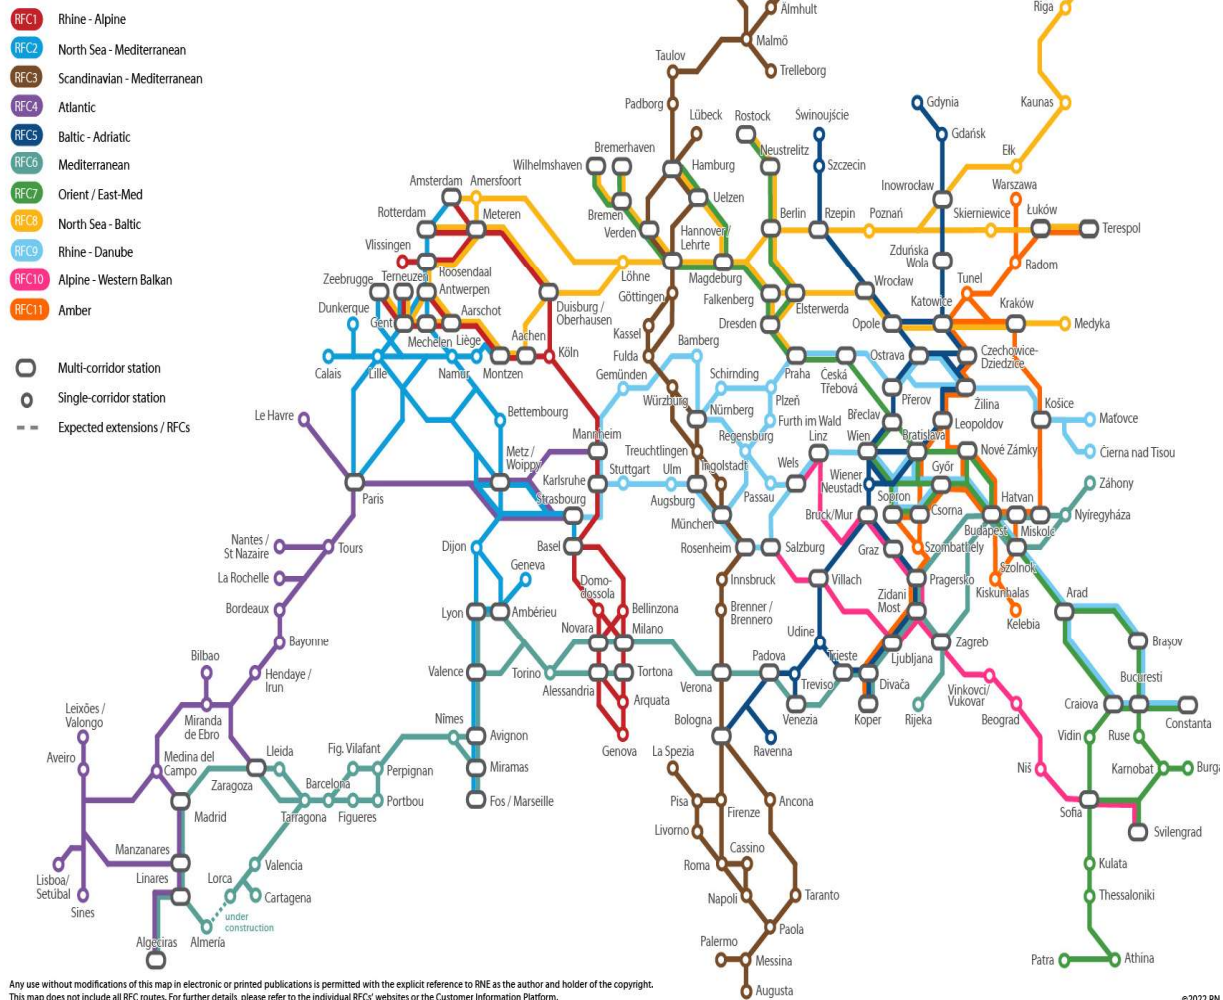 RFC1 Rhine - Alpine
RFC2 North Sea - Mediterranean
RFC3 Scandinavian - Mediterranean
RFC4 Atlantic
RFC5 Baltic - Adriatic
RFC6 Mediterranean
RFC7 Orient / East-Med
RFC8 North Sea - Baltic
RFC9 Rhine - Danube
RFC10 Alpine - Western Balkan
RFC11 Amber
Multi-corridor station
Single-corridor station
Expected extensions / RFCs
Älmhult
Riga
Malmö
Taulov
Trelleborg
Padborg
Lübeck
Rostock
Świnoujście
Gdynia
Kaunas
Gdańsk
Bremerhaven
Wilhelmshaven
Hamburg
Neustrelitz
Szczecin
Ełk
Amsterdam
Amersfoort
Inowrocław
Warszawa
Uelzen
Rotterdam
Meteren
Bremen
Berlin
Rzepin
Poznań
Skierniewice
Łuków
Terespol
Verden
Hannover /
Lehrte
Vlissingen
Zduńska
Wola
Radom
Zeebrugge
Terneuzen
Roosendaal
Löhne
Magdeburg
Göttingen
Wrocław
Tunel
Antwerpen
Falkenberg
Elsterwerda
Dunkerque
Aarschot
Duisburg /
Oberhausen
Katowice
Kraków
Gent
Aachen
Kassel
Dresden
Opole
Medyka
Mechelen
Liège
Köln
Fulda
Bamberg
Calais
Lille
Namur
Montzen
Gemünden
Schirnding
Praha
Česká
Třebová
Ostrava
Czechowice-
Dziedzice
Würzburg
Plzeň
Přerov
Žilina
Le Havre
Bettembourg
Nürnberg
Furth im Wald
Břeclav
Leopoldov
Košice
Maťovce
Mannheim
Regensburg
Linz
Wien
Bratislava
Čierna nad Tisou
Metz /
Woippy
Treuchtlingen
Ingolstadt
Wels
Nové Zámky
Karlsruhe
Stuttgart
Ulm
Passau
Wiener
Neustadt
Győr
Paris
Strasbourg
Augsburg
Sopron
Hatvan
Záhony
Csorna
München
Bruck/Mur
Budapest
Miskolc
Nyíregyháza
Nantes /
St Nazaire
Tours
Dijon
Basel
Rosenheim
Salzburg
Graz
Szombathely
Szolnok
La Rochelle
Geneva
Domo-
dossola
Innsbruck
Villach
Pragersko
Kiskunhalas
Arad
Bordeaux
Lyon
Ambérieu
Bellinzona
Brenner /
Brennero
Zidani
Most
Kelebia
Bayonne
Novara
Milano
Udine
Zagreb
Brașov
Bilbao
Hendaye /
Irun
Valence
Torino
Tortona
Verona
Padova
Trieste
Ljubljana
București
Alessandria
Treviso
Divača
Vinkovci/
Vukovar
Leixões /
Valongo
Miranda
de Ebro
Arquata
Venezia
Koper
Rijeka
Craiova
Constanta
Nîmes
Bologna
Beograd
Aveiro
Medina del
Campo
Lleida
Fig. Vilafant
Avignon
Genova
La Spezia
Ravenna
Vidin
Ruse
Zaragoza
Barcelona
Perpignan
Miramas
Niš
Karnobat
Burga
Madrid
Tarragona
Figueres
Portbou
Fos / Marseille
Pisa
Firenze
Ancona
Sofia
Livorno
Svilengrad
Manzanares
Cassino
Lisboa/
Setúbal
Linares
Lorca
Valencia
Roma
Kulata
Sines
Cartagena
Napoli
Taranto
Thessaloniki
under
construction
Algeciras
Almería
Paola
Palermo
Messina
Patra
Athina
Augusta
Any use without modifications of this map in electronic or printed publications is permitted with the explicit reference to RNE as the author and holder of the copyright.
This map does not include all RFC routes. For further details, please refer to the individual RFCs' websites or the Customer Information Platform.
©2022 RN